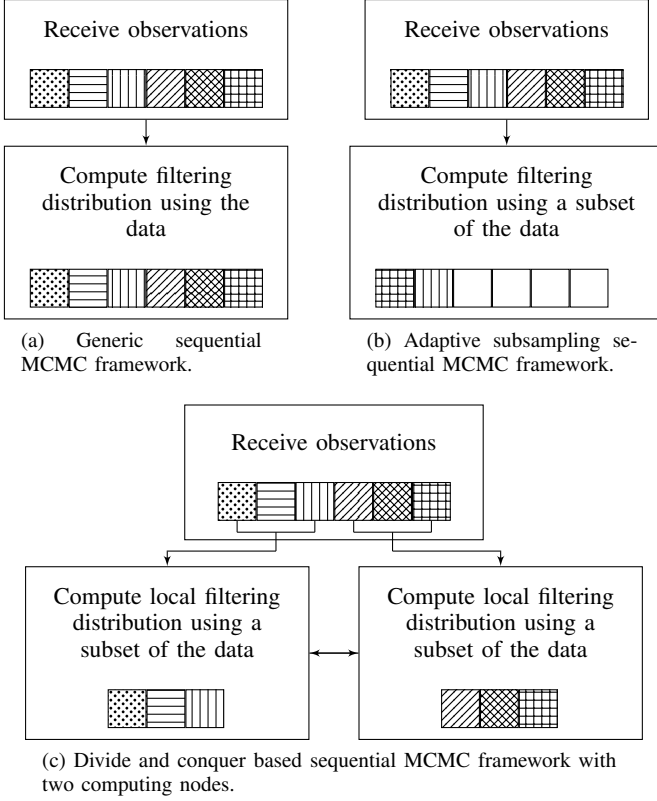 Receive observations
Compute filtering
distribution using the
data
(a) Generic sequential
MCMC framework.
Receive observations
Compute filtering
distribution using a subset
of the data
(b) Adaptive subsampling se-
quential MCMC framework.
Receive observations
Compute local filtering
distribution using a
subset of the data
Compute local filtering
distribution using a
subset of the data
(c) Divide and conquer based sequential MCMC framework with
two computing nodes.